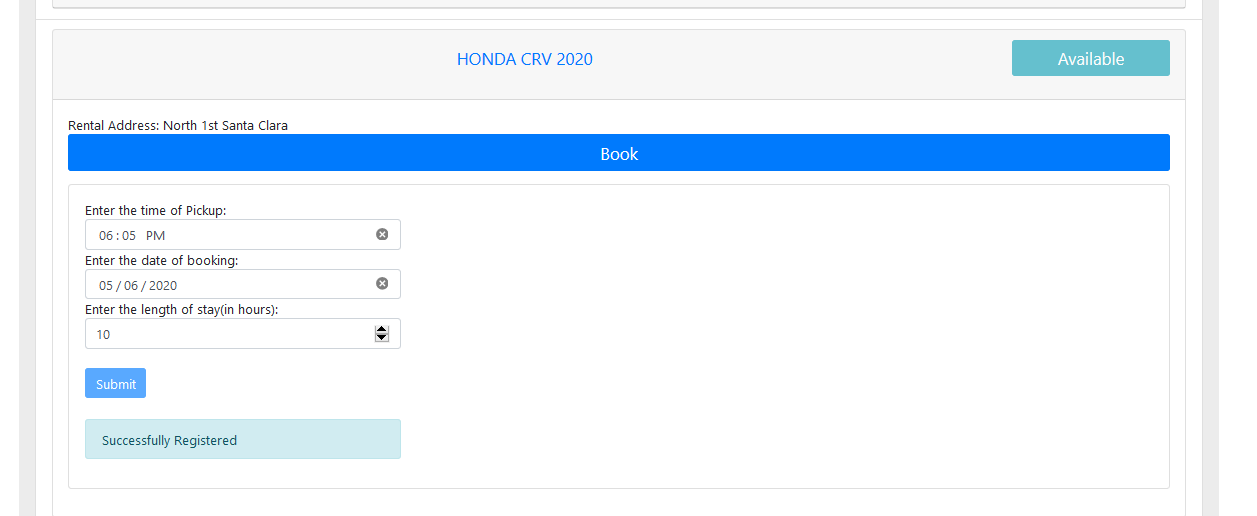 HONDA CRV 2020
Available
Rental Address: North 1st Santa Clara
Book
Enter the time of Pickup:
06 : 05 PM
Enter the date of booking:
05 / 06 / 2020
Enter the length of stay(in hours):
10
Submit
Successfully Registered